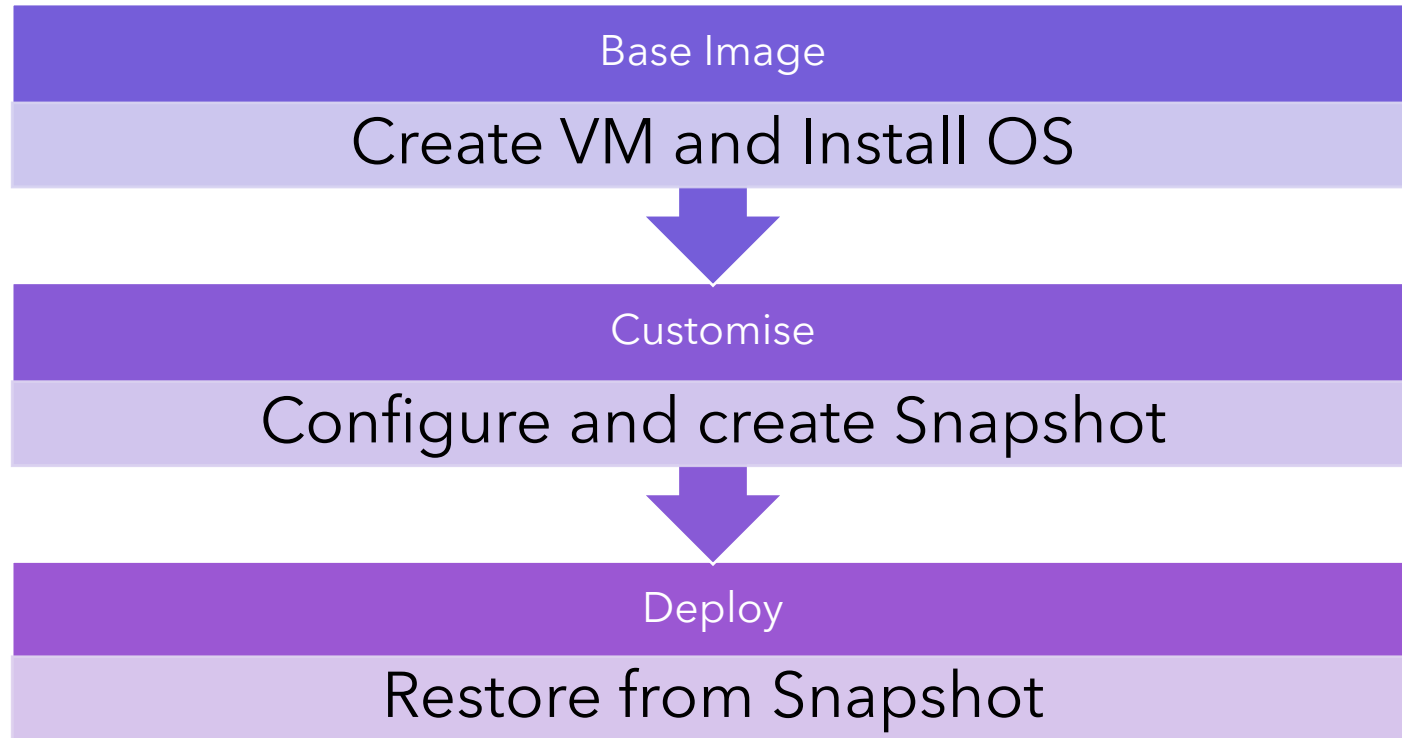 Base Image
Create VM and Install OS
Customise
Configure and create Snapshot
Deploy
Restore from Snapshot